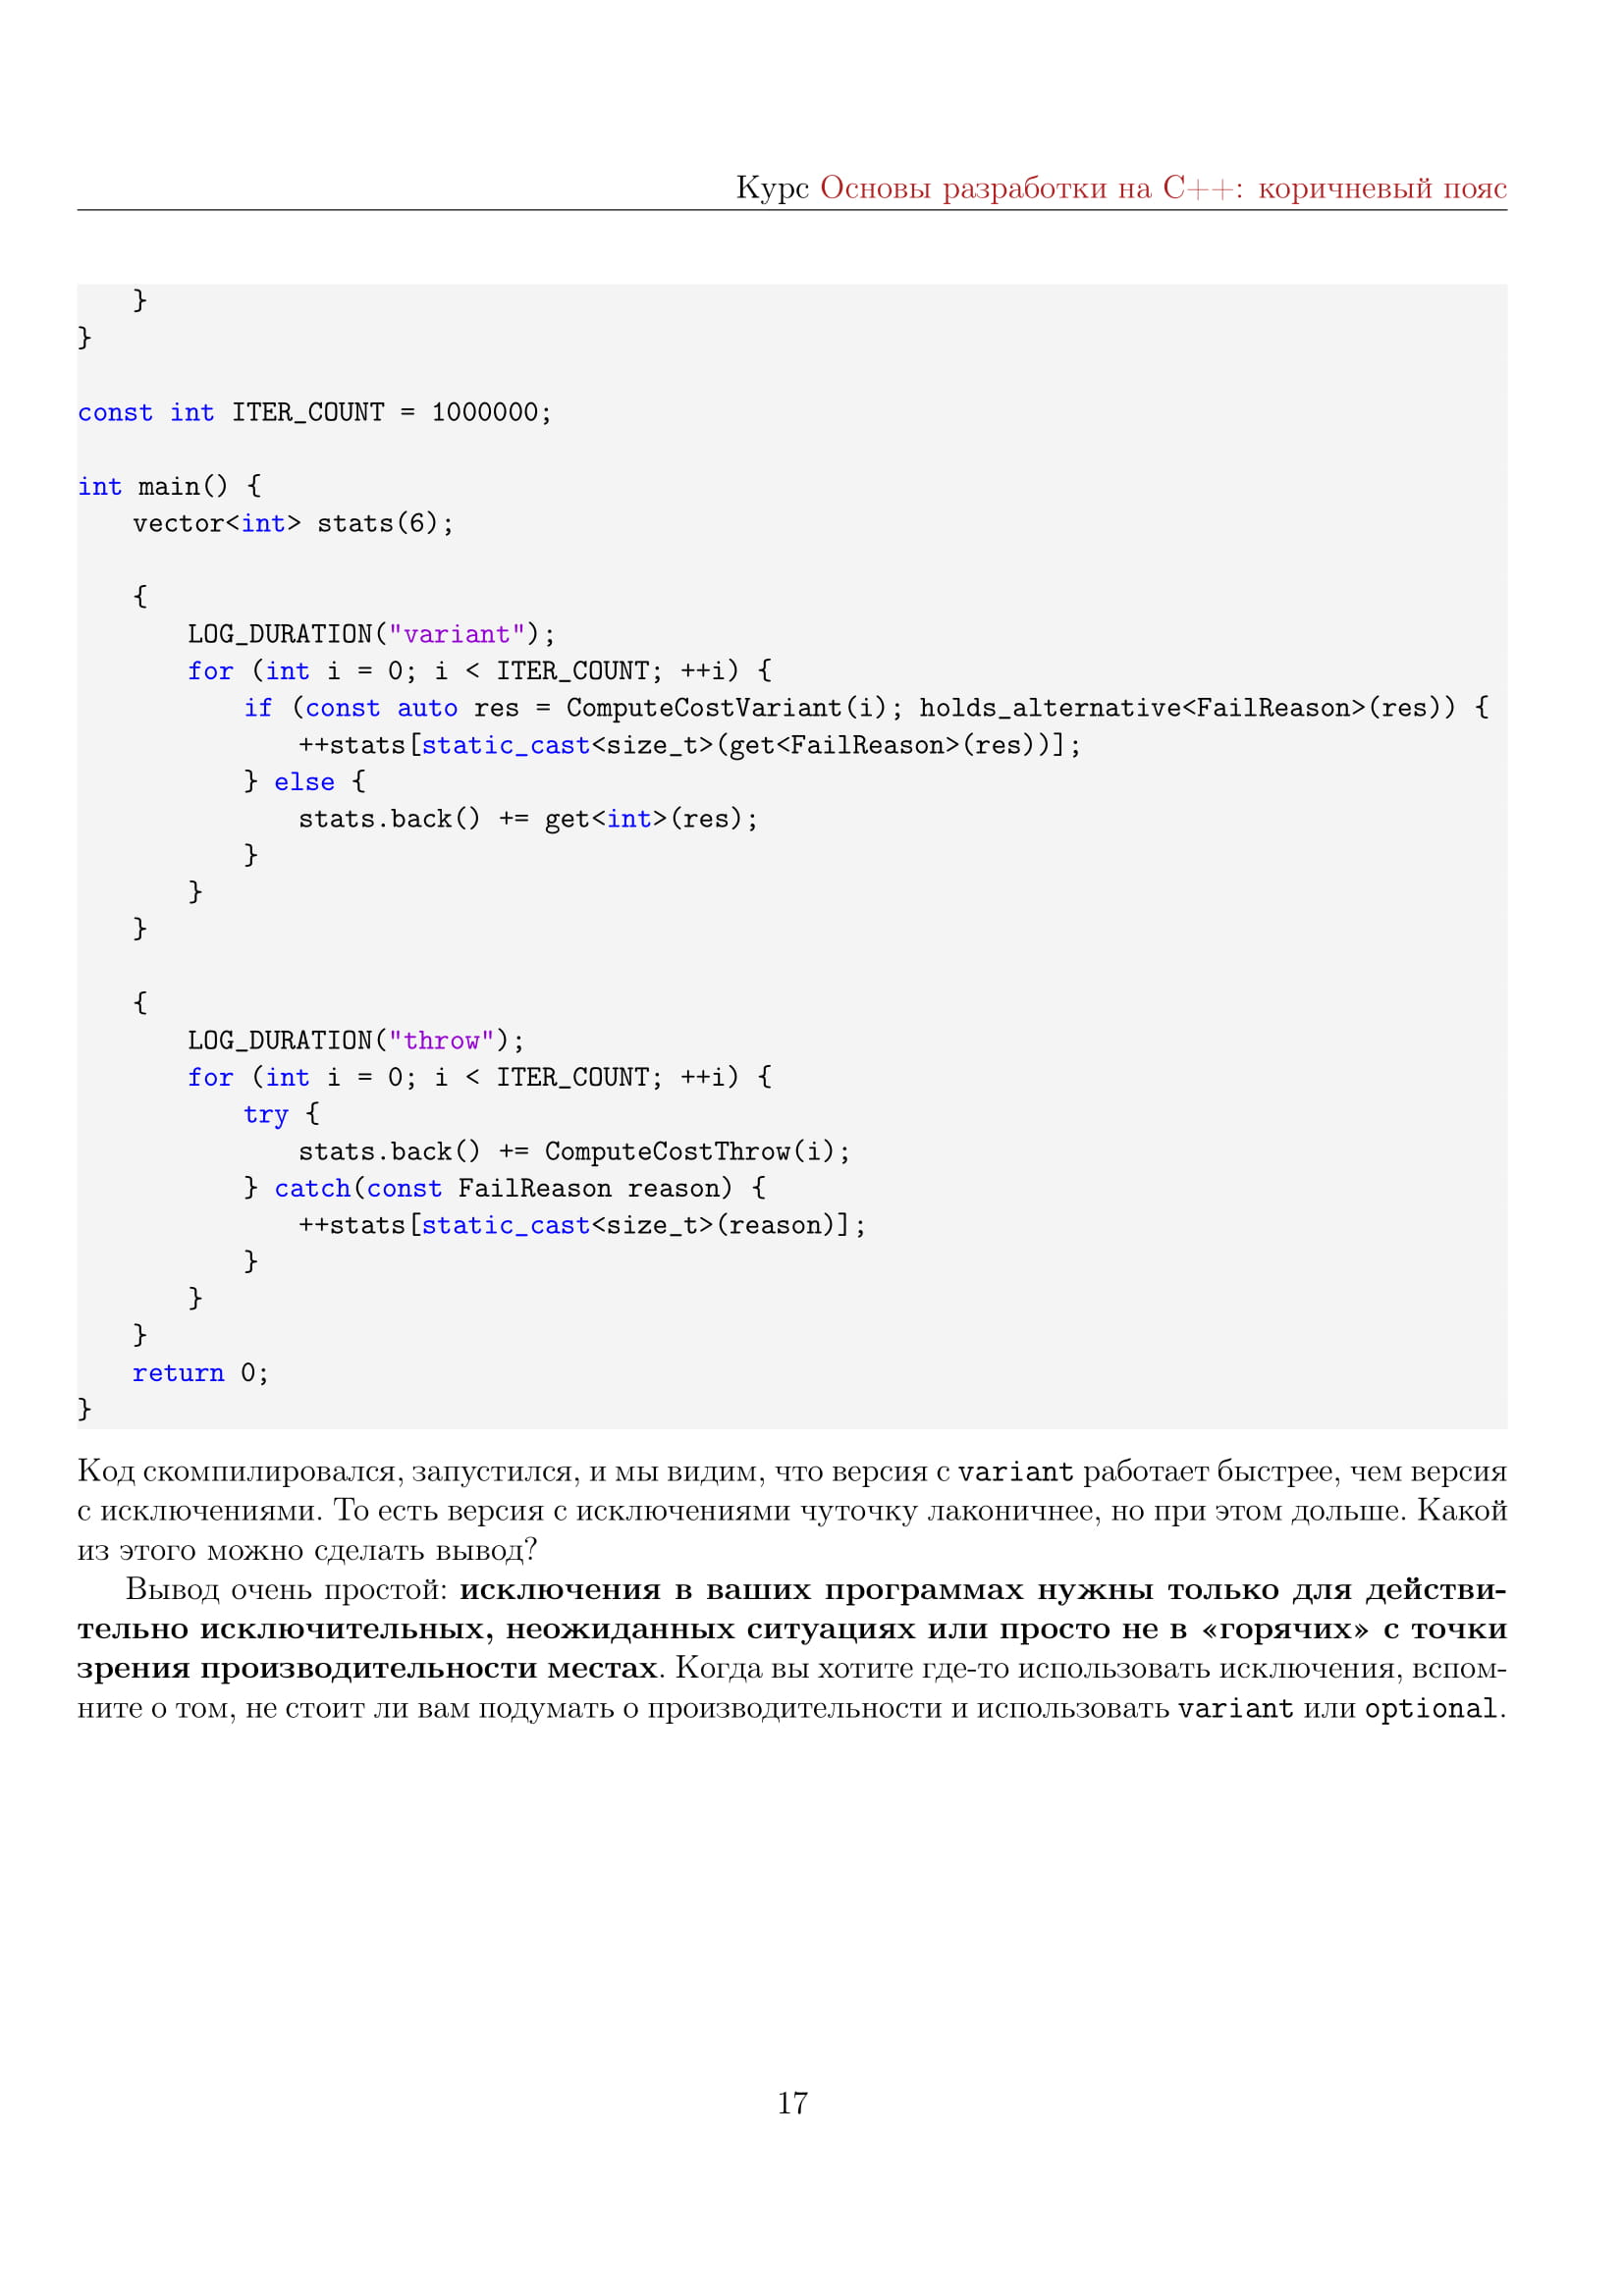 Курс Основы разработки на C++: коричневый пояс
    }
}
const int ITER_COUNT = 1000000;
int main() {
    vector<int> stats(6);
    {
        LOG_DURATION("variant");
        for (int i = 0; i < ITER_COUNT; ++i) {
            if (const auto res = ComputeCostVariant(i); holds_alternative<FailReason>(res)) {
                ++stats[static_cast<size_t>(get<FailReason>(res))];
            } else {
                stats.back() += get<int>(res);
            }
        }
    }
    {
        LOG_DURATION("throw");
        for (int i = 0; i < ITER_COUNT; ++i) {
            try {
                stats.back() += ComputeCostThrow(i);
            } catch(const FailReason reason) {
                ++stats[static_cast<size_t>(reason)];
            }
        }
    }
    return 0;
}
Код скомпилировался, запустился, и мы видим, что версия с variant работает быстрее, чем версия
с исключениями. То есть версия с исключениями чуточку лаконичнее, но при этом дольше. Какой
из этого можно сделать вывод?
Вывод очень простой: исключения в ваших программах нужны только для действи-
тельно исключительных, неожиданных ситуациях или просто не в «горячих» с точки
зрения производительности местах. Когда вы хотите где-то использовать исключения, вспом-
ните о том, не стоит ли вам подумать о производительности и использовать variant или optional.
17